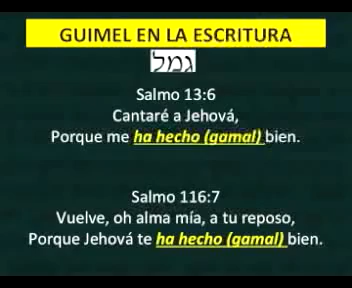 GUIMEL EN LA ESCRITURA
גמל
Salmo 13:6
Cantaré a Jehová,
Porque me ha hecho (gamal) bien.
Salmo 116:7
Vuelve, oh alma mía, a tu reposo,
Porque Jehová te ha hecho (gamal) bien.